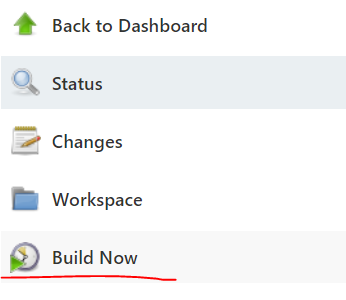 Back to Dashboard
Status
Changes
Workspace
Build Now